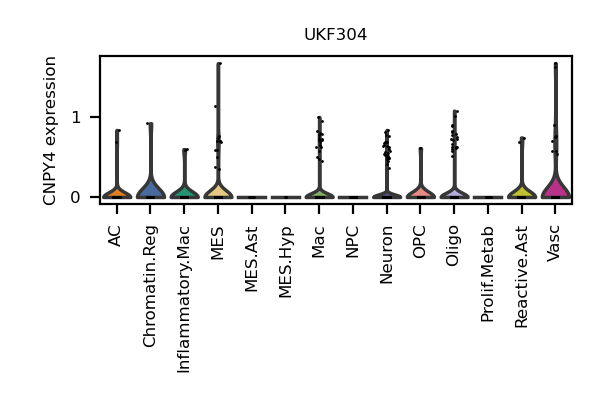 UKF304
CNPY4 expression
1
0
AC
Chromatin.Reg
Inflammatory.Mac
MES
MES.Ast
MES.Hyp
Mac
NPC
Neuron
OPC
Oligo
Prolif.Metab
Reactive.Ast
Vasc